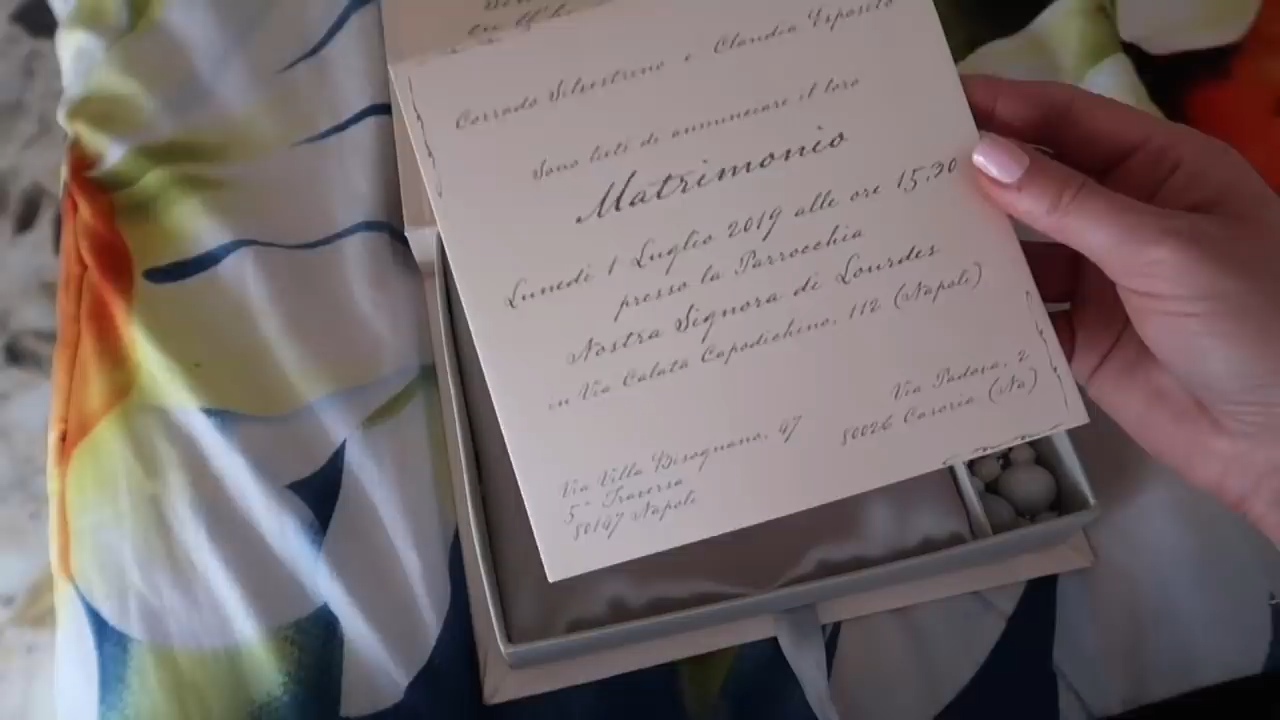 Corrado Silvestrino e Claudia Esposito
Sono lieti di annunciare il loro
Matrimonio
Lunedi 1 Luglio 2019 alle ore 15,30
presso la Parrocchia
Nostra Signora di Lourdes
in Via Calata Capodichino, 112 (Napoli)
Via Villa Bisognano, 47
5^ Traversa
80147 Napoli
Via Padova, 2
80026 Casoria (Na)